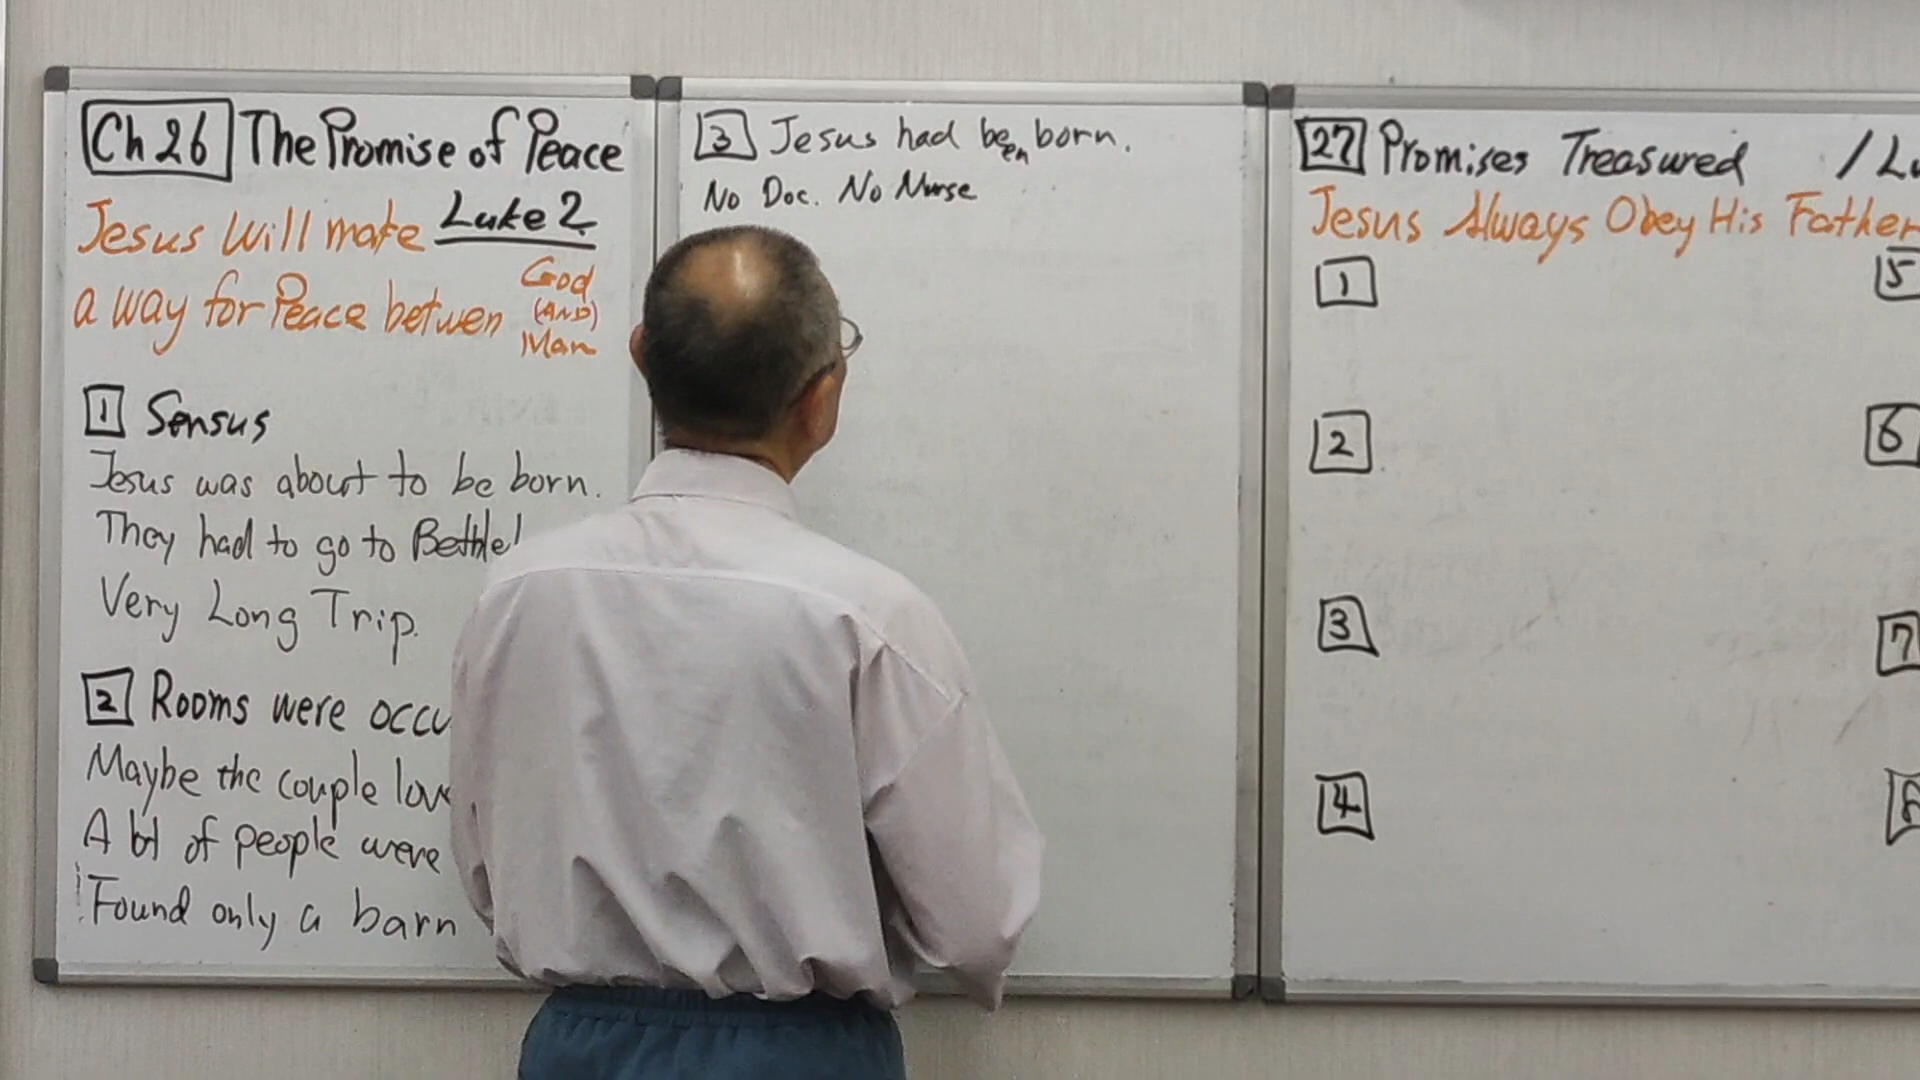 Ch 26 The Promise of Peace
Luke 2
Jesus Will make
a way for Peace betwen God (AND) Man
1 Sensus
Jesus was about to be born.
They had to go to
Very Long Trip.
2 Rooms were
Maybe the couple
A lot of people were
Found only a barn
3 Jesus had been born.
No Doc. No Nurse
27 Promises Treasured /
Jesus Always Obey His Father
1
2
3
4
5
6
7